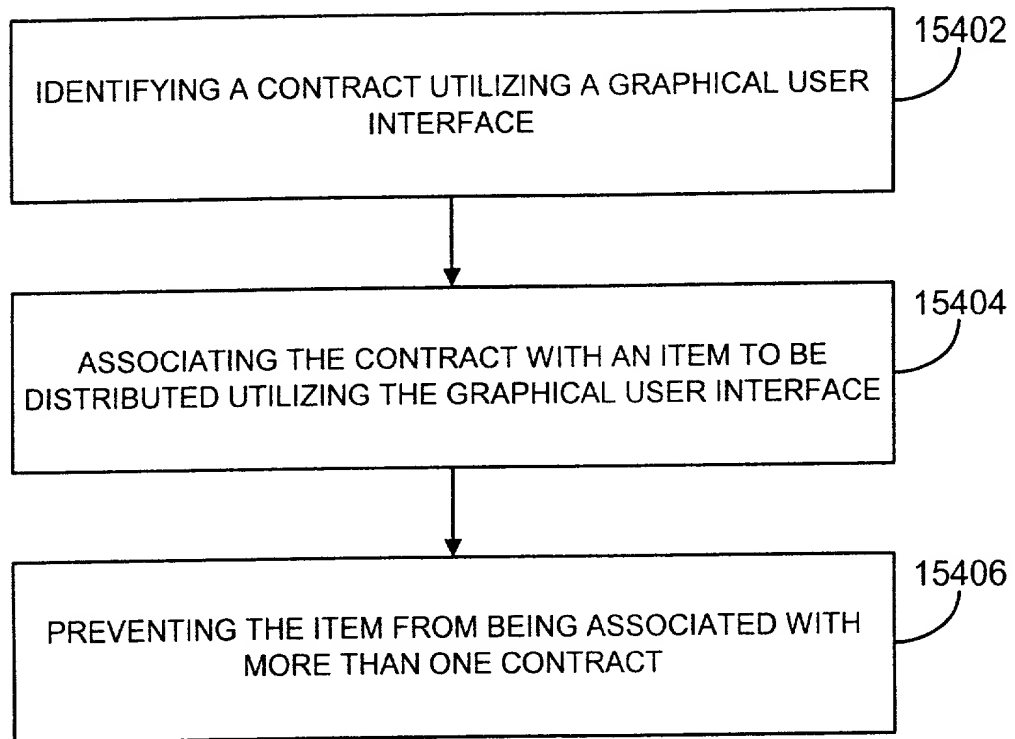 15402
IDENTIFYING A CONTRACT UTILIZING A GRAPHICAL USER
INTERFACE
15404
ASSOCIATING THE CONTRACT WITH AN ITEM TO BE
DISTRIBUTED UTILIZING THE GRAPHICAL USER INTERFACE
15406
PREVENTING THE ITEM FROM BEING ASSOCIATED WITH
MORE THAN ONE CONTRACT